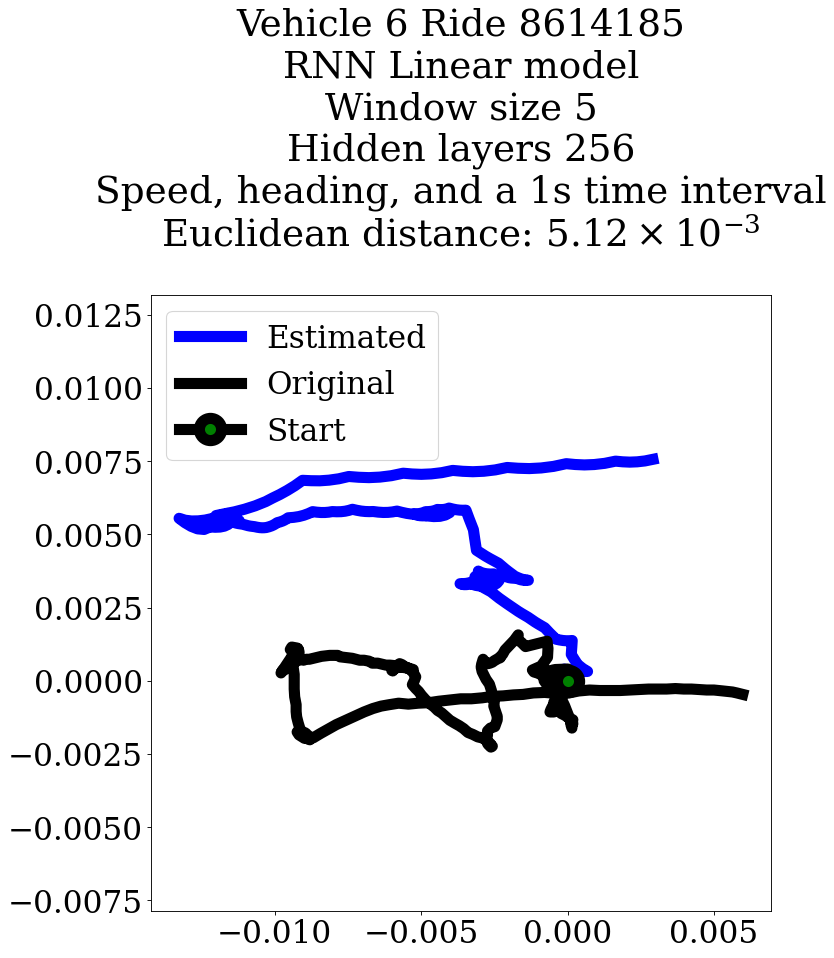 Vehicle 6 Ride 8614185
RNN Linear model
Window size 5
Hidden layers 256
Speed, heading, and a 1s time interval
Euclidean distance: 5.12 × 10⁻³
Estimated
Original
Start
0.0125
0.0100
0.0075
0.0050
0.0025
0.0000
−0.0025
−0.0050
−0.0075
−0.010 −0.005 0.000 0.005